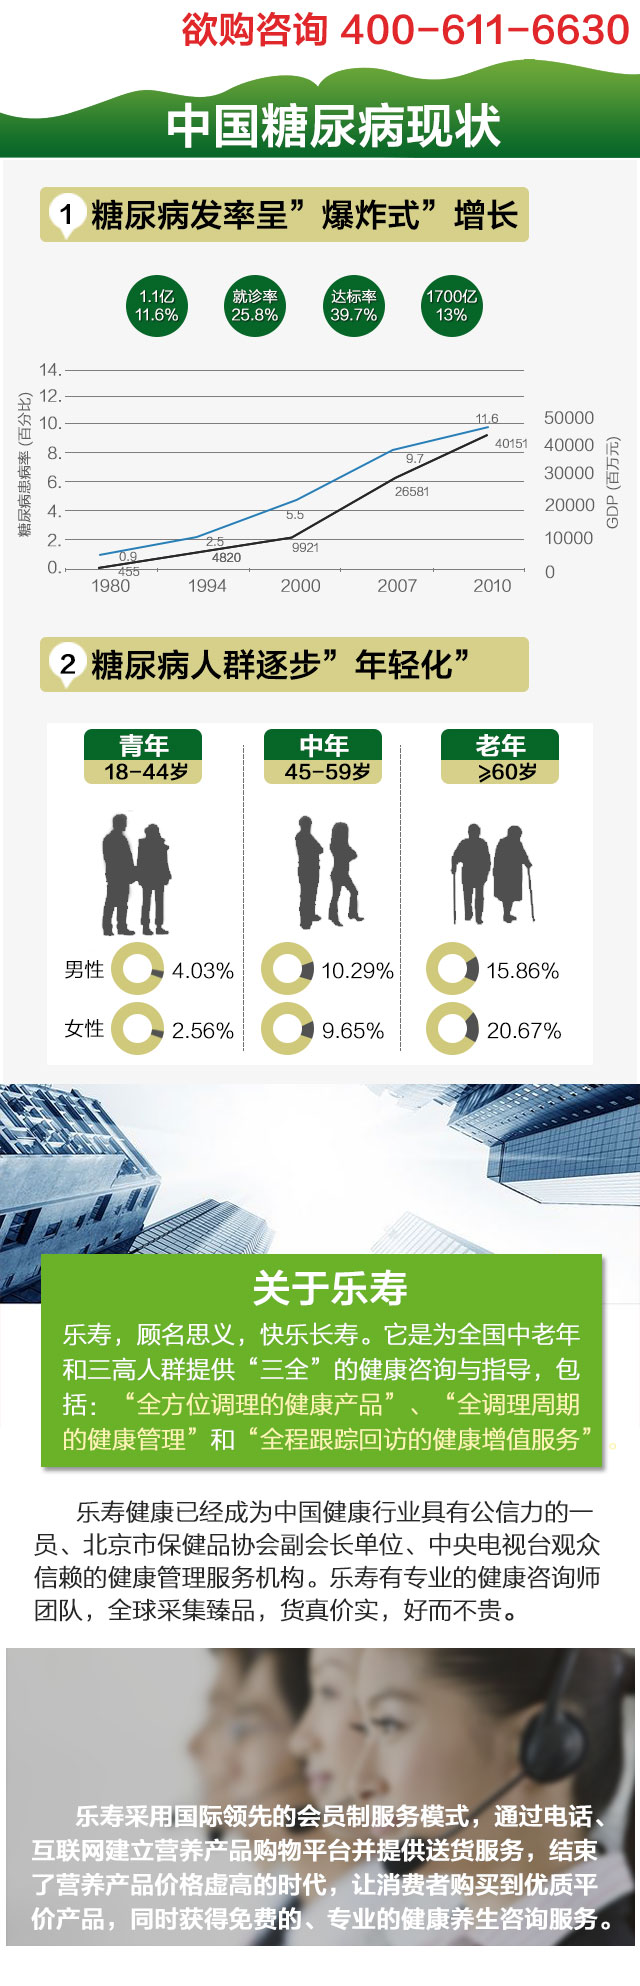 欲购咨询 400-611-6630
中国糖尿病现状
1 糖尿病发率呈”爆炸式”增长
1.1亿
11.6%
就诊率
25.8%
达标率
39.7%
1700亿
13%
糖尿病患病率 (百分比)
14.
12.
10.
8.
6.
4.
2.
0.
0.9
2.5
5.5
9.7
11.6
455
4820
9921
26581
40151
50000
40000
30000
20000
10000
0
GDP (百万元)
1980 1994 2000 2007 2010
2 糖尿病人群逐步”年轻化”
青年
18-44岁
中年
45-59岁
老年
⩾60岁
男性 4.03% 10.29% 15.86%
女性 2.56% 9.65% 20.67%
关于乐寿
乐寿，顾名思义，快乐长寿。它是为全国中老年
和三高人群提供“三全”的健康咨询与指导，包
括：“全方位调理的健康产品”、“全调理周期
的健康管理”和“全程跟踪回访的健康增值服务”。
乐寿健康已经成为中国健康行业具有公信力的一
员、北京市保健品协会副会长单位、中央电视台观众
信赖的健康管理服务机构。乐寿有专业的健康咨询师
团队，全球采集臻品，货真价实，好而不贵。
乐寿采用国际领先的会员制服务模式，通过电话、
互联网建立营养产品购物平台并提供送货服务，结束
了营养产品价格虚高的时代，让消费者购买到优质平
价产品，同时获得免费的、专业的健康养生咨询服务。